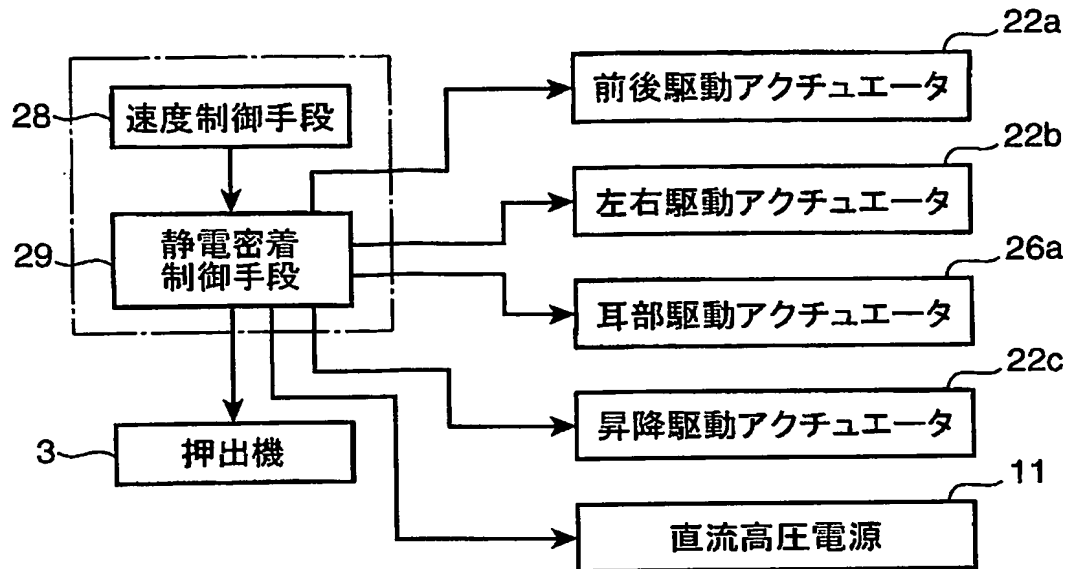 28
速度制御手段
29
静電密着
制御手段
3
押出機
22a
前後駆動アクチュエータ
22b
左右駆動アクチュエータ
26a
耳部駆動アクチュエータ
22c
昇降駆動アクチュエータ
11
直流高圧電源